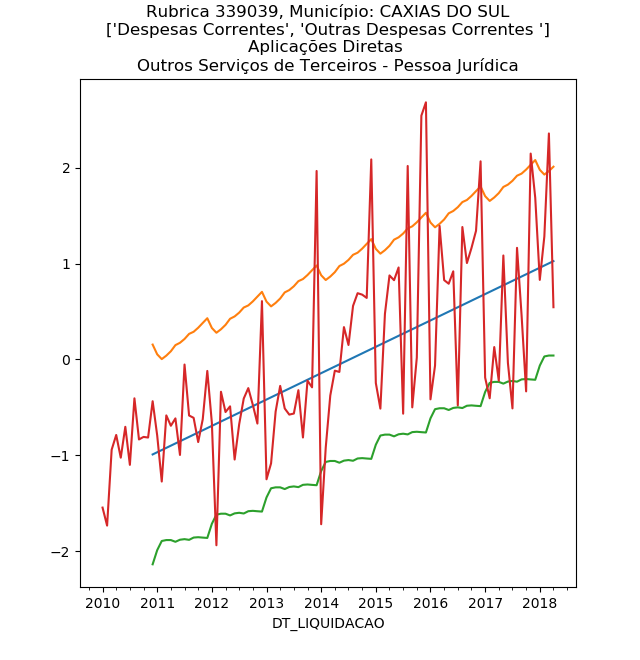 Rubrica 339039, Município: CAXIAS DO SUL
['Despesas Correntes', 'Outras Despesas Correntes ']
Aplicações Diretas
Outros Serviços de Terceiros - Pessoa Jurídica
2
1
0
−1
−2
2010 2011 2012 2013 2014 2015 2016 2017 2018
DT_LIQUIDACAO